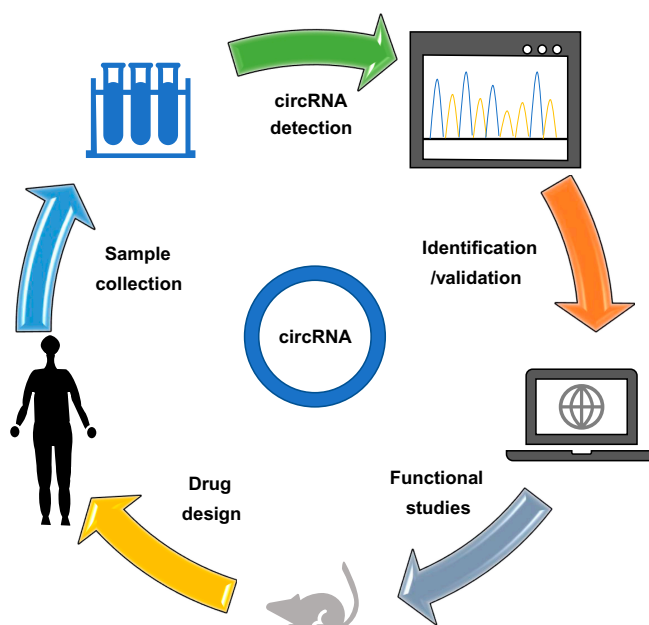 circRNA
detection
Identification
/validation
Sample
collection
circRNA
Functional
studies
Drug
design